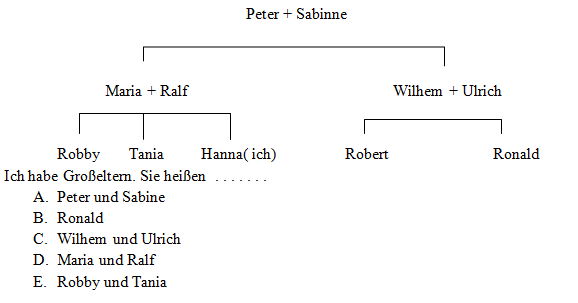 Peter + Sabinne
Maria + Ralf Wilhem + Ulrich
Robby Tania Hanna( ich) Robert Ronald
Ich habe Großeltern. Sie heißen . . . . . . .
A. Peter und Sabine
B. Ronald
C. Wilhem und Ulrich
D. Maria und Ralf
E. Robby und Tania